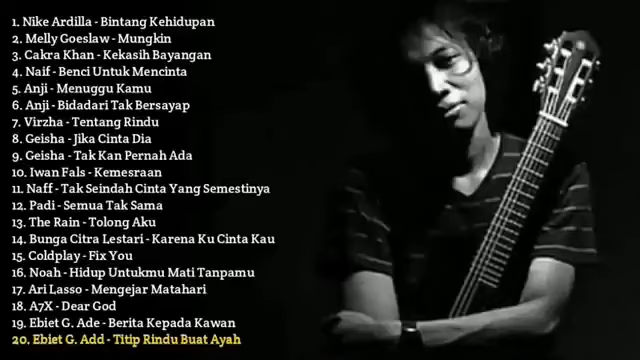 1. Nike Ardilla - Bintang Kehidupan
2. Melly Goeslaw - Mungkin
3. Cakra Khan - Kekasih Bayangan
4. Naif - Benci Untuk Mencinta
5. Anji - Menuggu Kamu
6. Anji - Bidadari Tak Bersayap
7. Virzha - Tentang Rindu
8. Geisha - Jika Cinta Dia
9. Geisha - Tak Kan Pernah Ada
10. Iwan Fals - Kemesraan
11. Naff - Tak Seindah Cinta Yang Semestinya
12. Padi - Semua Tak Sama
13. The Rain - Tolong Aku
14. Bunga Citra Lestari - Karena Ku Cinta Kau
15. Coldplay - Fix You
16. Noah - Hidup Untukmu Mati Tanpamu
17. Ari Lasso - Mengejar Matahari
18. A7X - Dear God
19. Ebiet G. Ade - Berita Kepada Kawan
20. Ebiet G. Add - Titip Rindu Buat Ayah